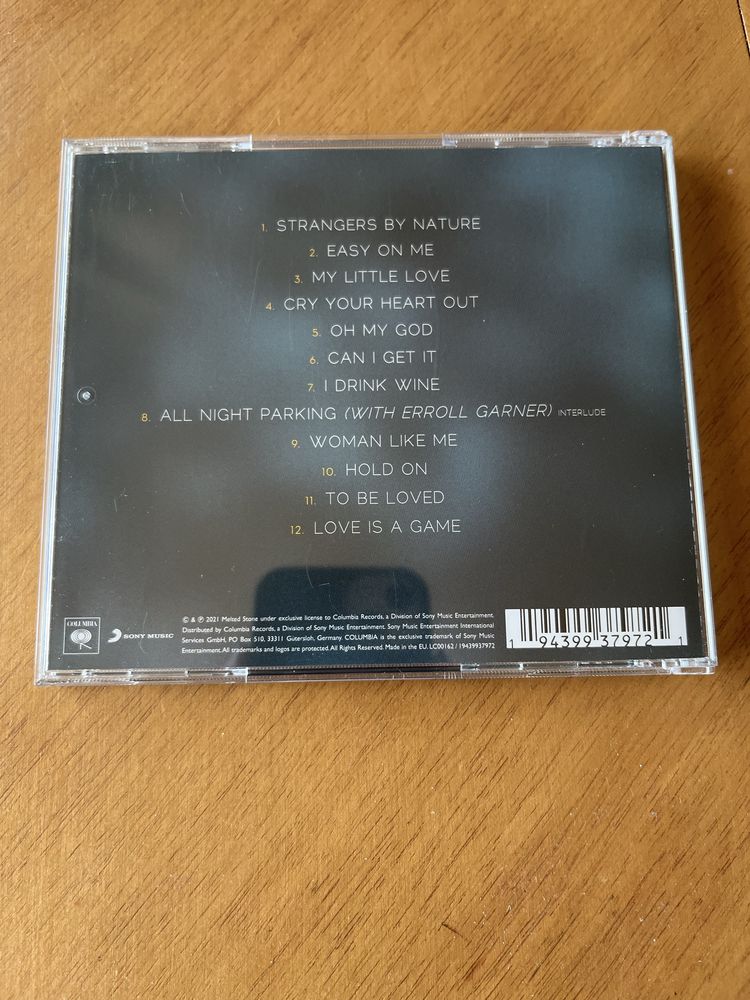 1. STRANGERS BY NATURE
2. EASY ON ME
3. MY LITTLE LOVE
4. CRY YOUR HEART OUT
5. OH MY GOD
6. CAN I GET IT
7. I DRINK WINE
8. ALL NIGHT PARKING (WITH ERROLL GARNER) INTERLUDE
9. WOMAN LIKE ME
10. HOLD ON
11. TO BE LOVED
12. LOVE IS A GAME
COLUMBIA
SONY MUSIC
© & ℗ 2021 Melted Stone under exclusive license to Columbia Records, a Division of Sony Music Entertainment.
Distributed by Columbia Records, a Division of Sony Music Entertainment. Sony Music Entertainment International
Services GmbH, PO Box 510, 33311 Gütersloh, Germany. COLUMBIA is the exclusive trademark of Sony Music
Entertainment. All trademarks and logos are protected. All Rights Reserved. Made in the EU. LC00162 / 19439937972
1 94399 37972 1